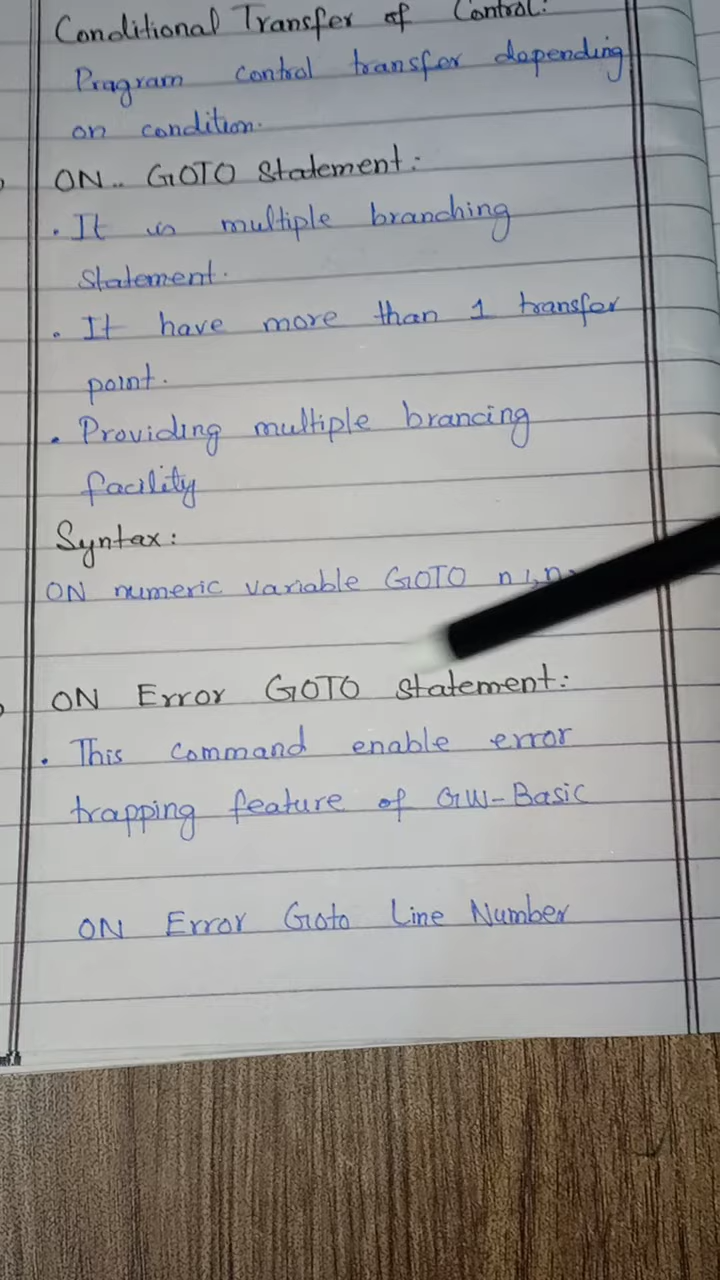 Conditional Transfer of Control:
Pragram control transfer depending
on condition.
ON.. GOTO Statement:
. It is multiple branching
statement.
. It have more than 1 transfer
point.
. Providing multiple brancing
facility
Syntax:
ON numeric variable GOTO n1,n
ON Error GOTO statement:
. This command enable error
trapping feature of GW-Basic
ON Error Goto Line Number